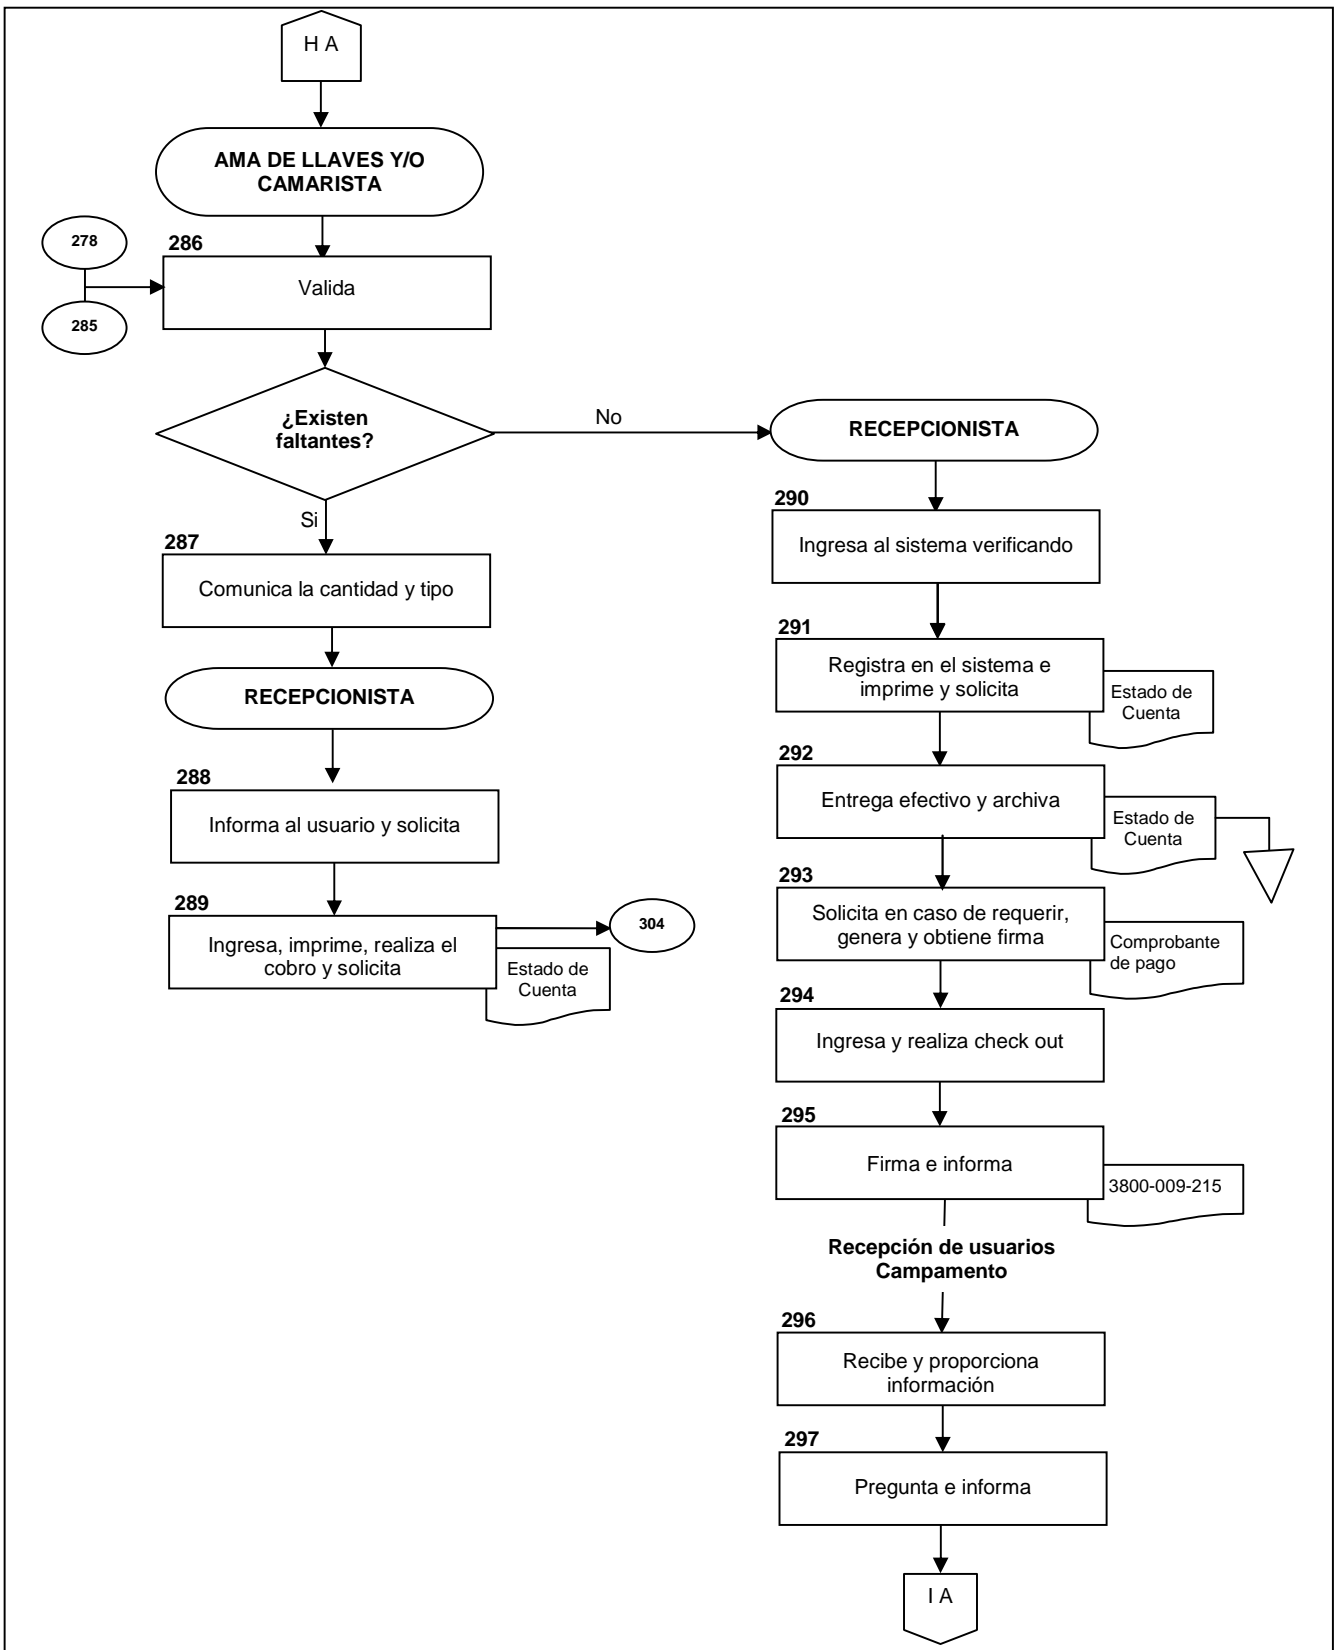 H A
AMA DE LLAVES Y/O
CAMARISTA
278
286
Valida
285
¿Existen
faltantes?
No
Si
287
Comunica la cantidad y tipo
RECEPCIONISTA
288
Informa al usuario y solicita
289
Ingresa, imprime, realiza el
cobro y solicita
304
Estado de
Cuenta
RECEPCIONISTA
290
Ingresa al sistema verificando
291
Registra en el sistema e
imprime y solicita
Estado de
Cuenta
292
Entrega efectivo y archiva
Estado de
Cuenta
293
Solicita en caso de requerir,
genera y obtiene firma
Comprobante
de pago
294
Ingresa y realiza check out
295
Firma e informa
3800-009-215
Recepción de usuarios
Campamento
296
Recibe y proporciona
información
297
Pregunta e informa
I A